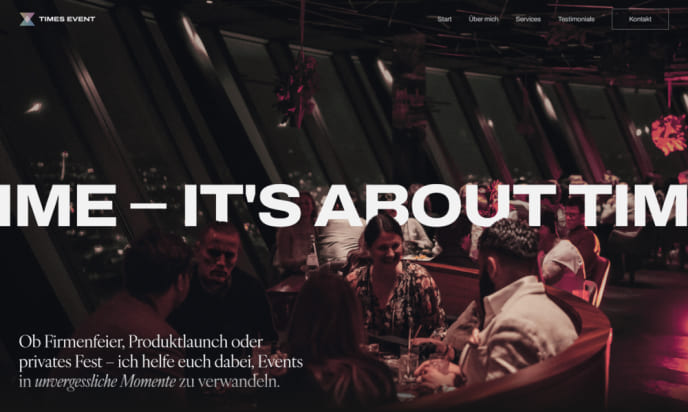 TIMES EVENT
Start
Über mich
Services
Testimonials
Kontakt
IME – IT'S ABOUT TIM
Ob Firmenfeier, Produktlaunch oder
privates Fest – ich helfe euch dabei, Events
in unvergessliche Momente zu verwandeln.